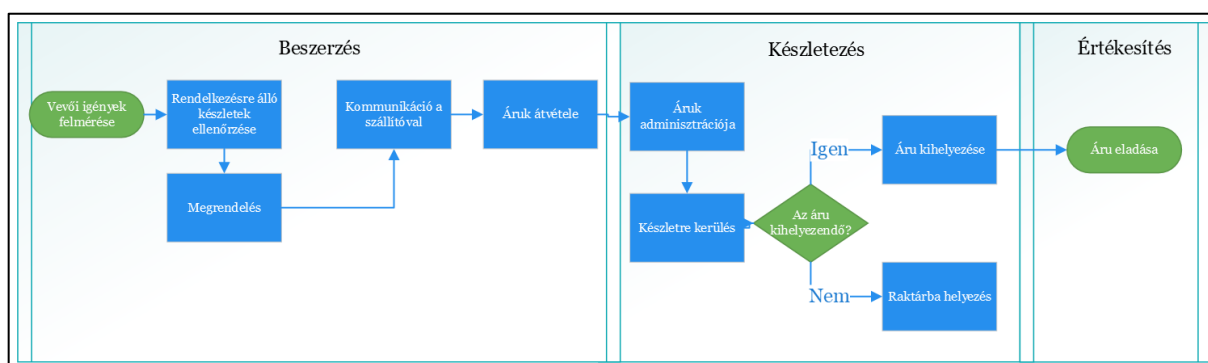 Beszerzés
Vevői igények
felmérése
Rendelkezésre álló
készletek
ellenőrzése
Megrendelés
Kommunikáció a
szállítóval
Áruk átvétele
Készletezés
Áruk
adminisztrációja
Készletre kerülés
Az áru
kihelyezendő?
Igen
Áru kihelyezése
Nem
Raktárba helyezés
Értékesítés
Áru eladása